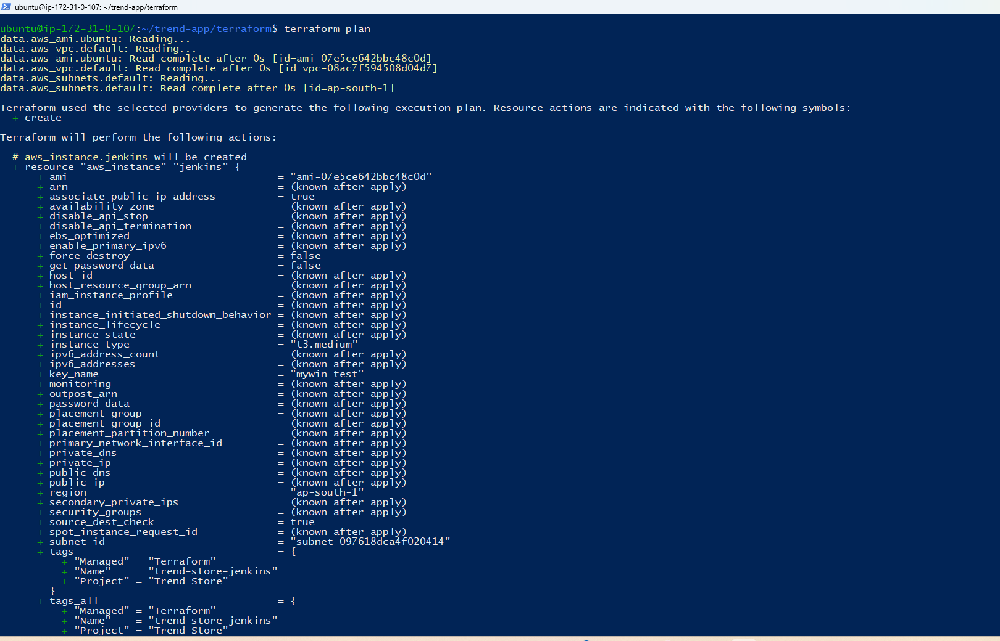 ubuntu@ip-172-31-0-107: ~/trend-app/terraform
ubuntu@ip-172-31-0-107:~/trend-app/terraform$ terraform plan
data.aws_ami.ubuntu: Reading...
data.aws_vpc.default: Reading...
data.aws_ami.ubuntu: Read complete after 0s [id=ami-07e5ce642bbc48c0d]
data.aws_vpc.default: Read complete after 0s [id=vpc-08ac7f594508d04d7]
data.aws_subnets.default: Reading...
data.aws_subnets.default: Read complete after 0s [id=ap-south-1]
Terraform used the selected providers to generate the following execution plan. Resource actions are indicated with the following symbols:
  + create
Terraform will perform the following actions:
  # aws_instance.jenkins will be created
  + resource "aws_instance" "jenkins" {
      + ami                                  = "ami-07e5ce642bbc48c0d"
      + arn                                  = (known after apply)
      + associate_public_ip_address          = true
      + availability_zone                    = (known after apply)
      + disable_api_stop                     = (known after apply)
      + disable_api_termination              = (known after apply)
      + ebs_optimized                        = (known after apply)
      + enable_primary_ipv6                  = (known after apply)
      + force_destroy                        = false
      + get_password_data                    = false
      + host_id                              = (known after apply)
      + host_resource_group_arn              = (known after apply)
      + iam_instance_profile                 = (known after apply)
      + id                                   = (known after apply)
      + instance_initiated_shutdown_behavior = (known after apply)
      + instance_lifecycle                   = (known after apply)
      + instance_state                       = (known after apply)
      + instance_type                        = "t3.medium"
      + ipv6_address_count                   = (known after apply)
      + ipv6_addresses                       = (known after apply)
      + key_name                             = "mywin test"
      + monitoring                           = (known after apply)
      + outpost_arn                          = (known after apply)
      + password_data                        = (known after apply)
      + placement_group                      = (known after apply)
      + placement_group_id                   = (known after apply)
      + placement_partition_number           = (known after apply)
      + primary_network_interface_id         = (known after apply)
      + private_dns                          = (known after apply)
      + private_ip                           = (known after apply)
      + public_dns                           = (known after apply)
      + public_ip                            = (known after apply)
      + region                               = "ap-south-1"
      + secondary_private_ips                = (known after apply)
      + security_groups                      = (known after apply)
      + source_dest_check                    = true
      + spot_instance_request_id             = (known after apply)
      + subnet_id                            = "subnet-097618dca4f020414"
      + tags                                 = {
          + "Managed" = "Terraform"
          + "Name"    = "trend-store-jenkins"
          + "Project" = "Trend Store"
        }
      + tags_all                             = {
          + "Managed" = "Terraform"
          + "Name"    = "trend-store-jenkins"
          + "Project" = "Trend Store"